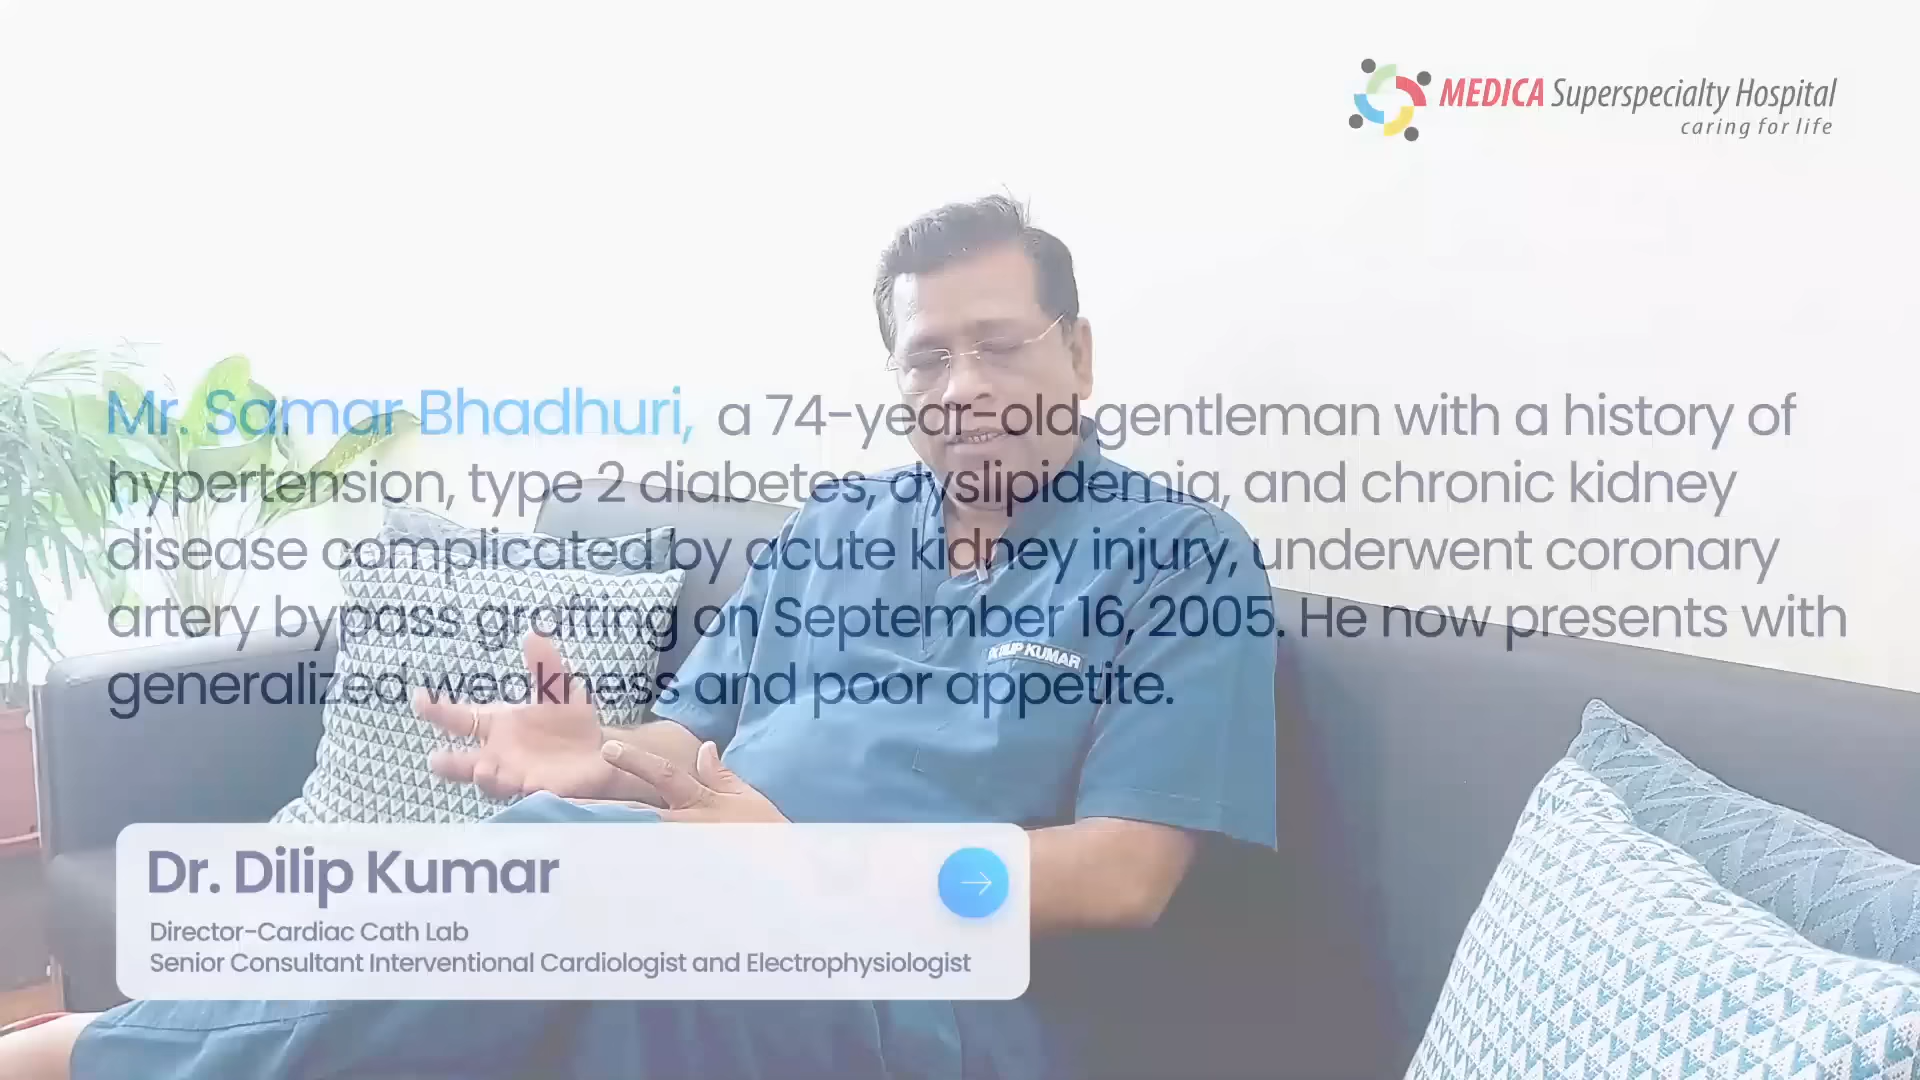 MEDICA Superspecialty Hospital
caring for life
Mr. Samar Bhadhuri, a 74-year-old gentleman with a history of
hypertension, type 2 diabetes, dyslipidemia, and chronic kidney
disease complicated by acute kidney injury, underwent coronary
artery bypass grafting on September 16, 2005. He now presents with
generalized weakness and poor appetite.
DR. DILIP KUMAR
Dr. Dilip Kumar
Director-Cardiac Cath Lab
Senior Consultant Interventional Cardiologist and Electrophysiologist